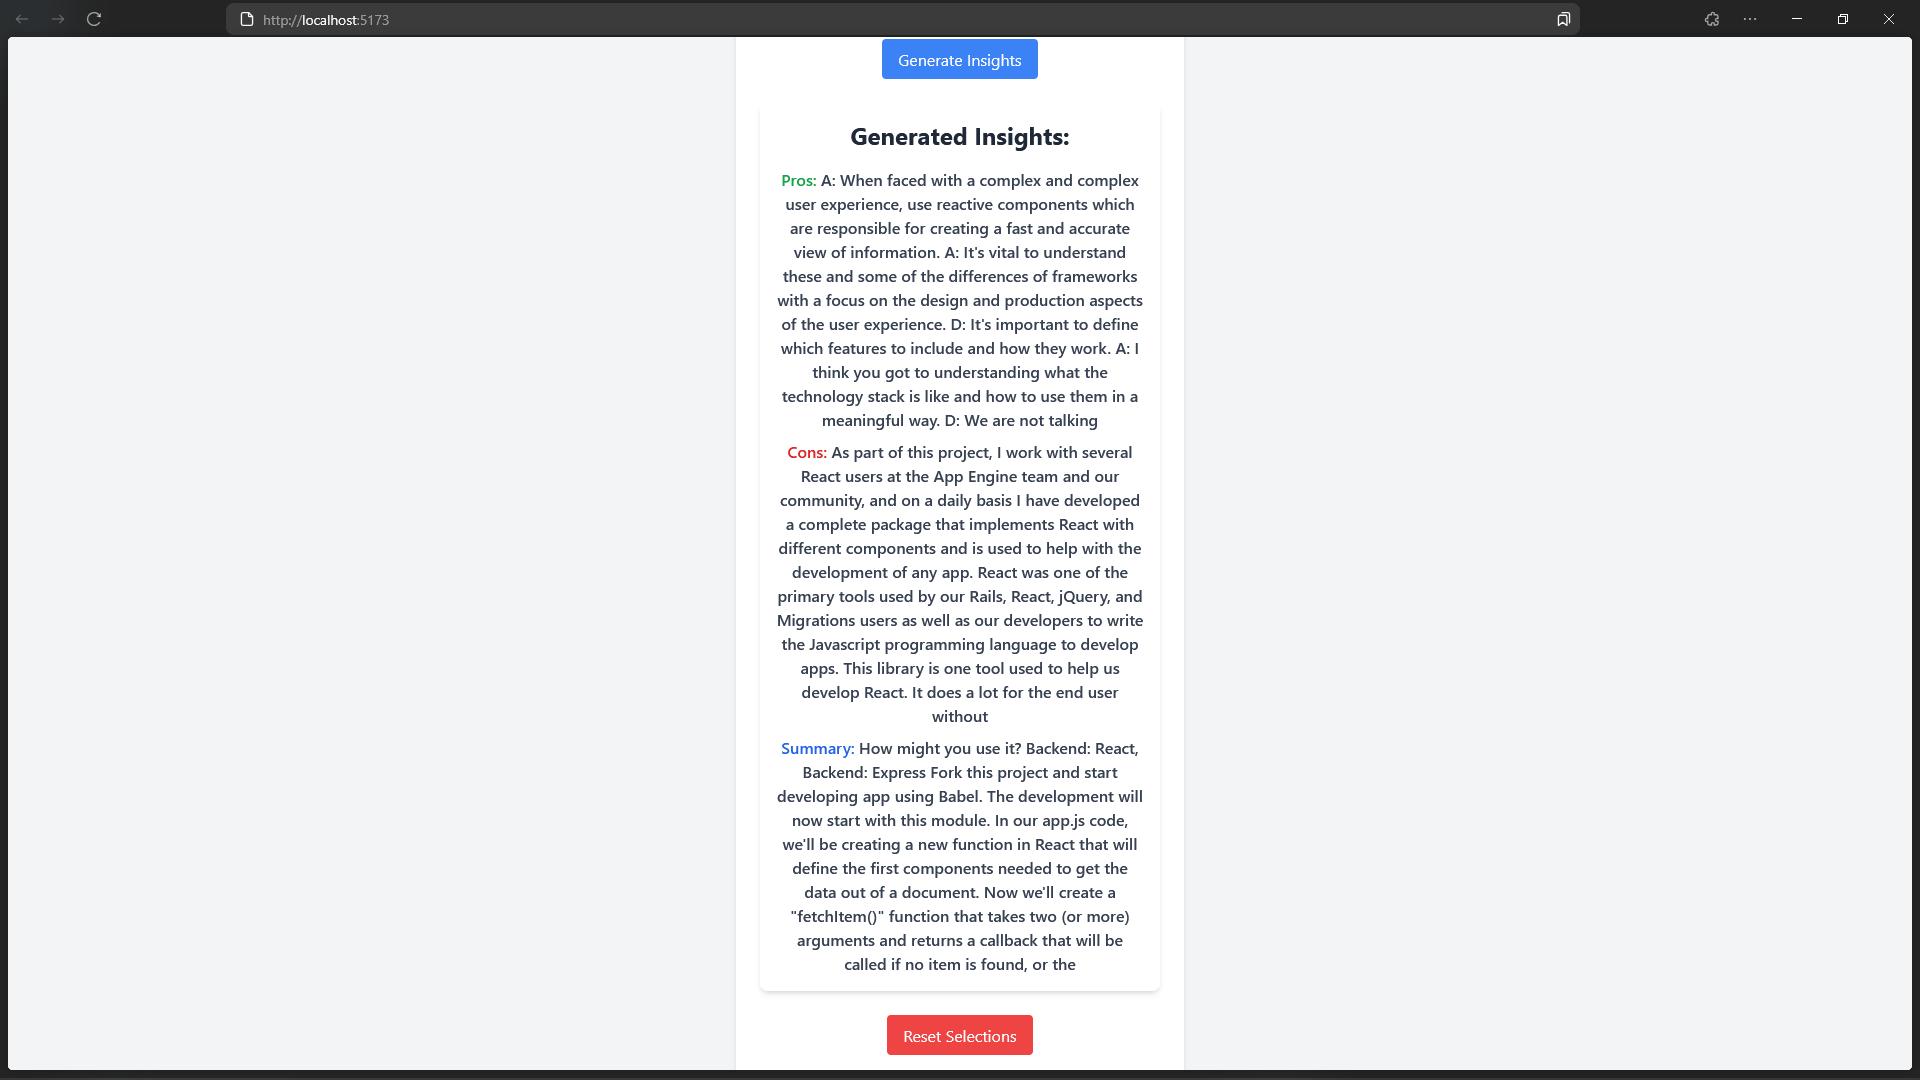 http://localhost:5173
Generate Insights
Generated Insights:
Pros: A: When faced with a complex and complex
user experience, use reactive components which
are responsible for creating a fast and accurate
view of information. A: It's vital to understand
these and some of the differences of frameworks
with a focus on the design and production aspects
of the user experience. D: It's important to define
which features to include and how they work. A: I
think you got to understanding what the
technology stack is like and how to use them in a
meaningful way. D: We are not talking
Cons: As part of this project, I work with several
React users at the App Engine team and our
community, and on a daily basis I have developed
a complete package that implements React with
different components and is used to help with the
development of any app. React was one of the
primary tools used by our Rails, React, jQuery, and
Migrations users as well as our developers to write
the Javascript programming language to develop
apps. This library is one tool used to help us
develop React. It does a lot for the end user
without
Summary: How might you use it? Backend: React,
Backend: Express Fork this project and start
developing app using Babel. The development will
now start with this module. In our app.js code,
we'll be creating a new function in React that will
define the first components needed to get the
data out of a document. Now we'll create a
"fetchItem()" function that takes two (or more)
arguments and returns a callback that will be
called if no item is found, or the
Reset Selections